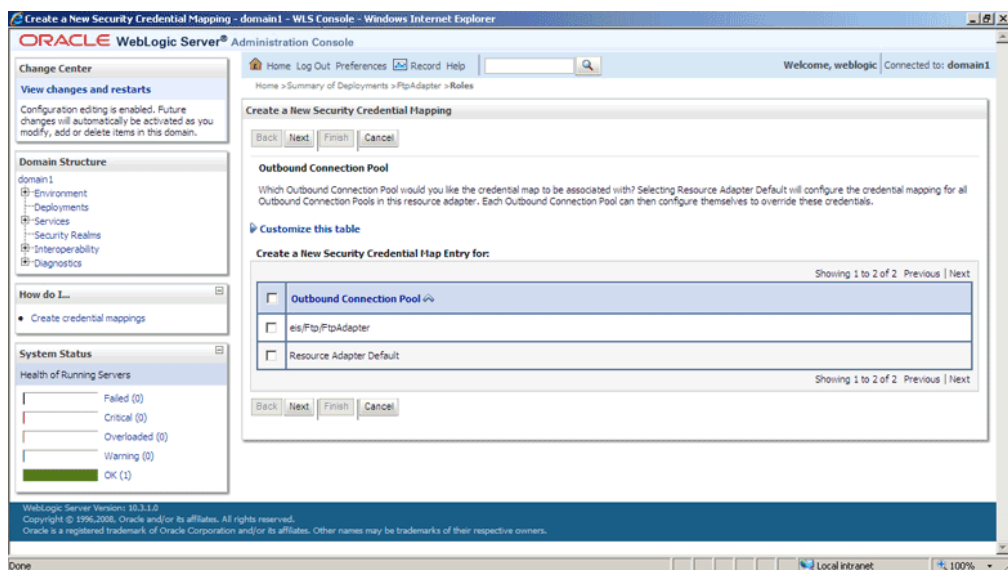 Create a New Security Credential Mapping - domain1 - WLS Console - Windows Internet Explorer
ORACLE WebLogic Server® Administration Console
Change Center
View changes and restarts
Configuration editing is enabled. Future
changes will automatically be activated as you
modify, add or delete items in this domain.
Domain Structure
domain1
Environment
Deployments
Services
Security Realms
Interoperability
Diagnostics
How do I...
Create credential mappings
System Status
Health of Running Servers
Failed (0)
Critical (0)
Overloaded (0)
Warning (0)
OK (1)
Home Log Out Preferences Record Help
Welcome, weblogic Connected to: domain1
Home >Summary of Deployments >FtpAdapter >Roles
Create a New Security Credential Mapping
Back Next Finish Cancel
Outbound Connection Pool
Which Outbound Connection Pool would you like the credential map to be associated with? Selecting Resource Adapter Default will configure the credential mapping for all
Outbound Connection Pools in this resource adapter. Each Outbound Connection Pool can then configure themselves to override these credentials.
Customize this table
Create a New Security Credential Map Entry for:
Showing 1 to 2 of 2 Previous | Next
Outbound Connection Pool
eis/Ftp/FtpAdapter
Resource Adapter Default
Showing 1 to 2 of 2 Previous | Next
Back Next Finish Cancel
WebLogic Server Version: 10.3.1.0
Copyright © 1996,2008, Oracle and/or its affiliates. All rights reserved.
Oracle is a registered trademark of Oracle Corporation and/or its affiliates. Other names may be trademarks of their respective owners.
Done
Local intranet
100%